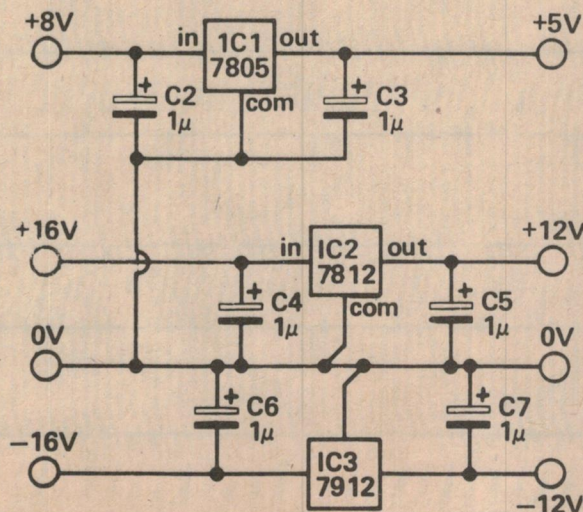 +8V
in
1C1
7805
out
+5V
+
C2
1μ
com
+
C3
1μ
+16V
in
IC2
7812
out
+12V
+
C4
1μ
com
+
C5
1μ
0V
0V
+
C6
1μ
+
C7
1μ
−16V
IC3
7912
−12V